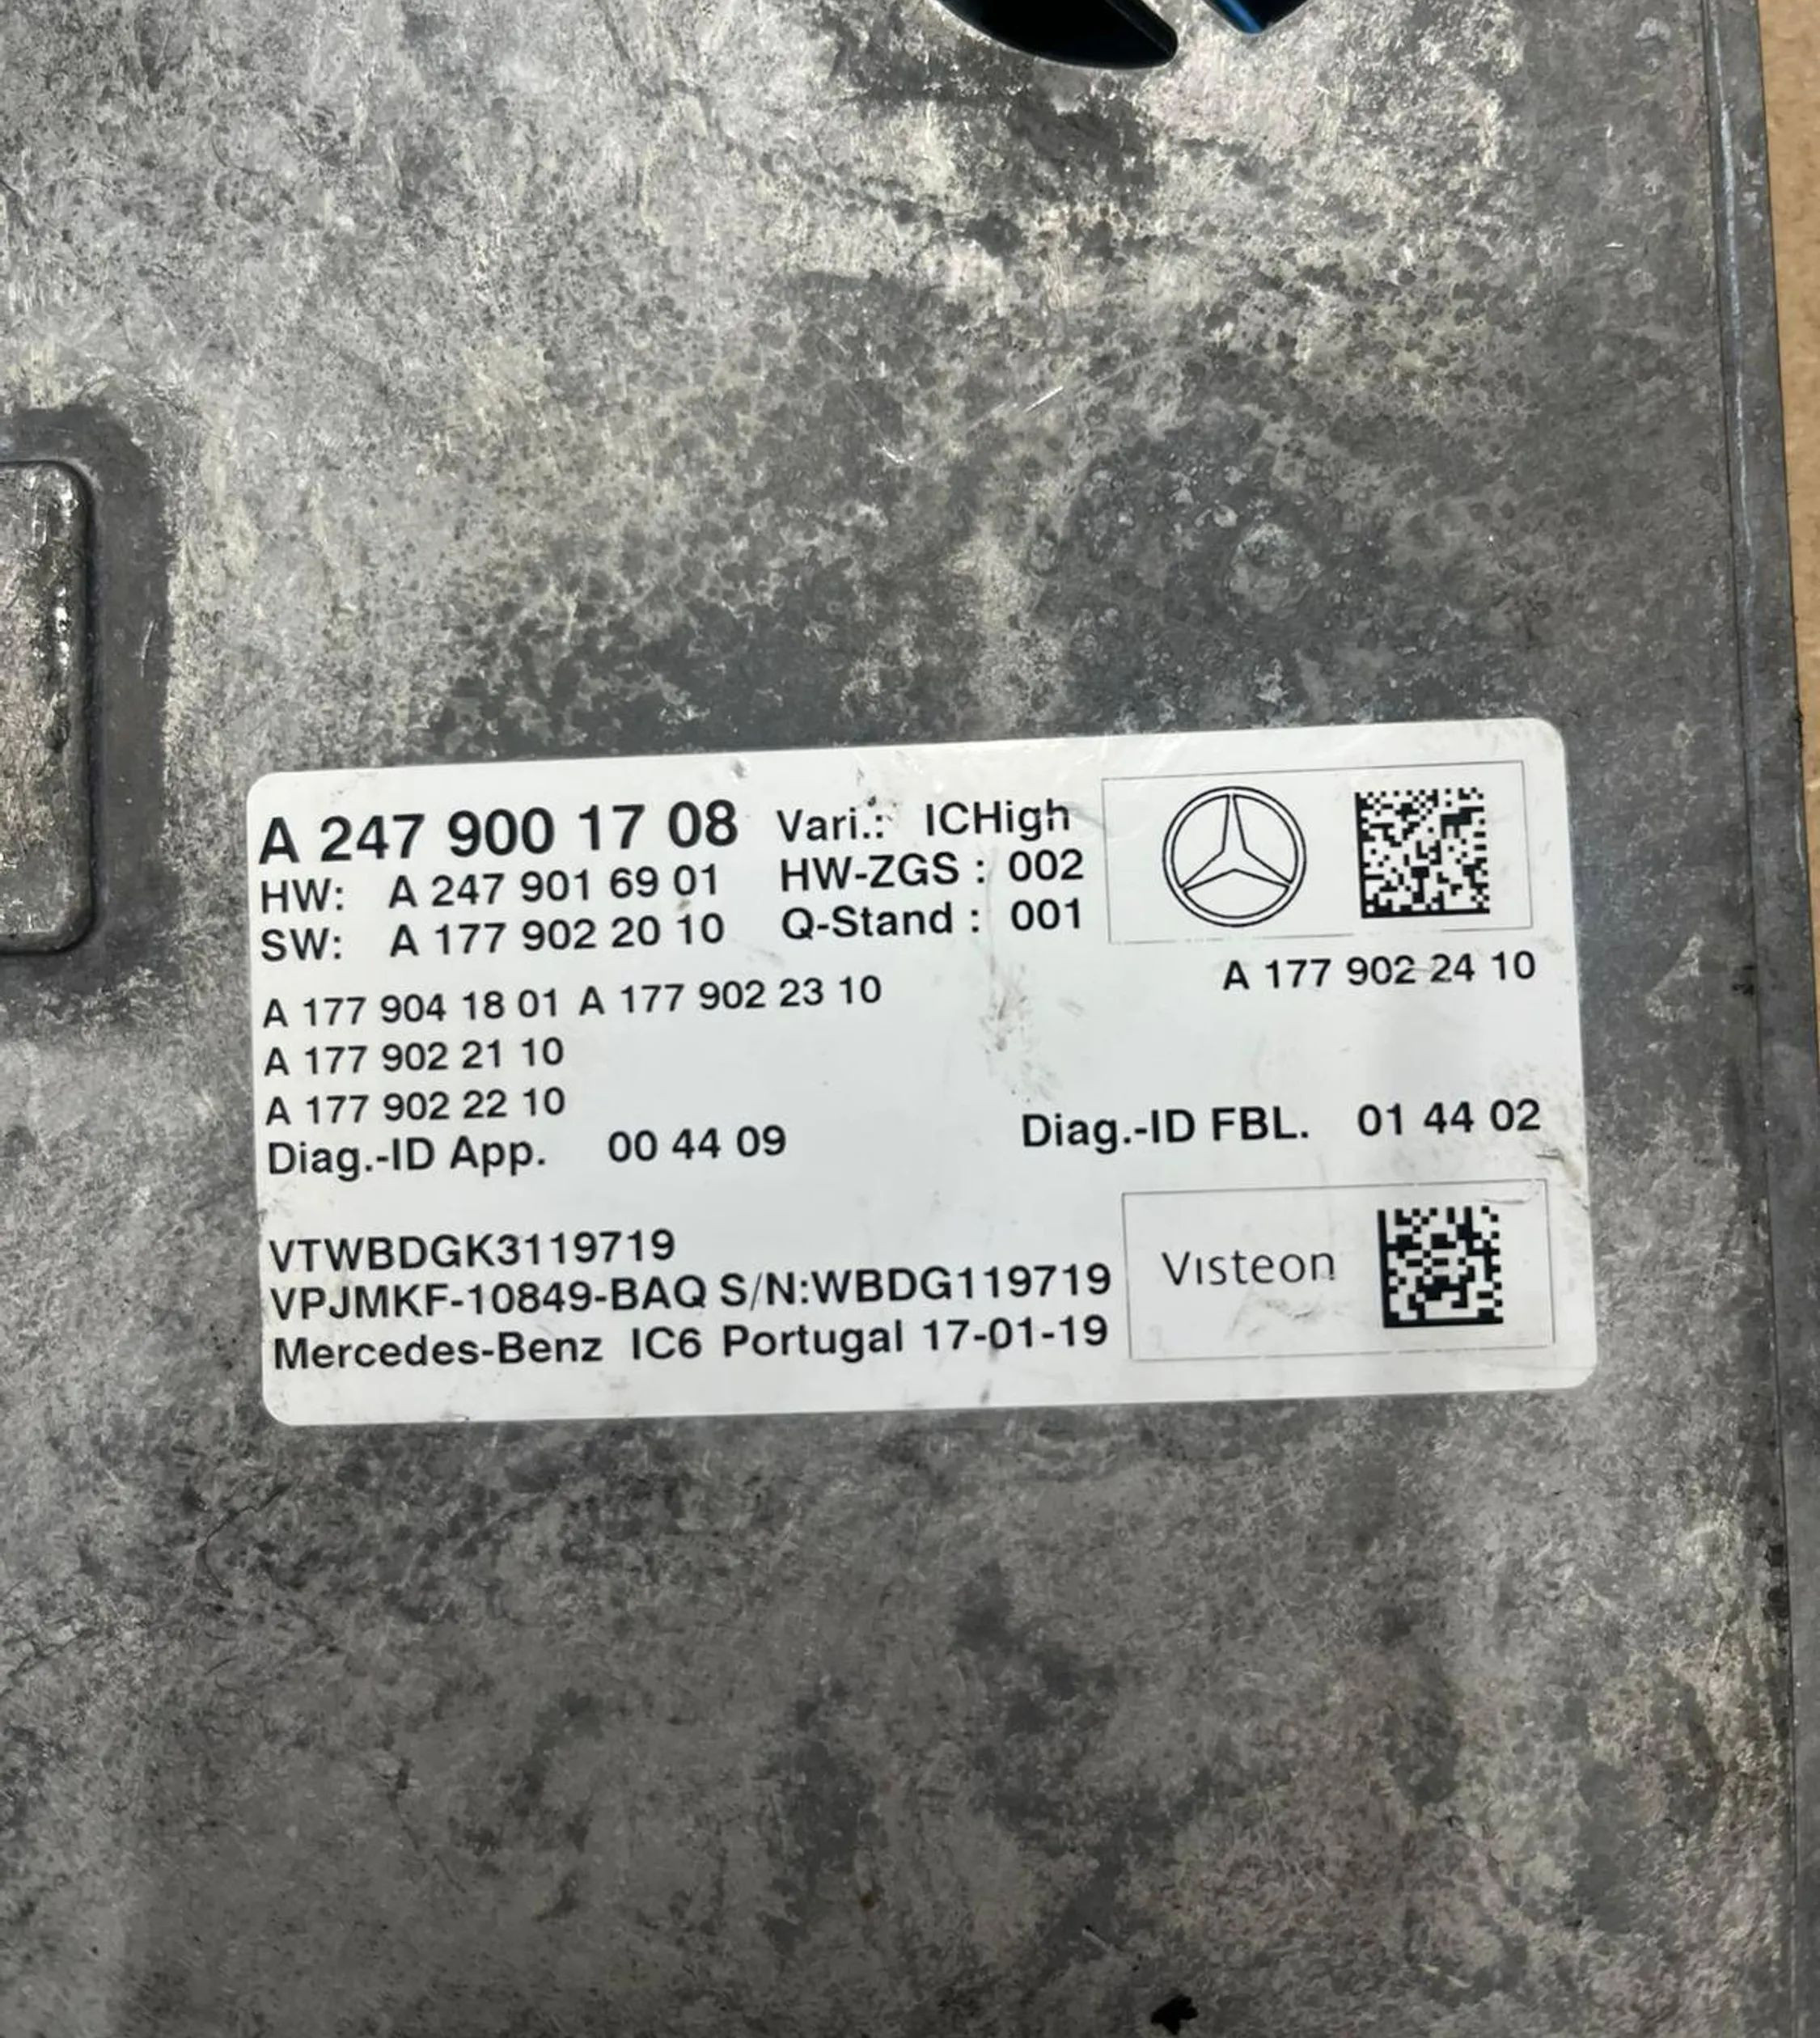 A 247 900 17 08 Vari.: ICHigh
HW: A 247 901 69 01 HW-ZGS : 002
SW: A 177 902 20 10 Q-Stand : 001
A 177 904 18 01 A 177 902 23 10 A 177 902 24 10
A 177 902 21 10
A 177 902 22 10
Diag.-ID App. 00 44 09 Diag.-ID FBL. 01 44 02
VTWBDGK3119719
VPJMKF-10849-BAQ S/N:WBDG119719
Mercedes-Benz IC6 Portugal 17-01-19
Visteon